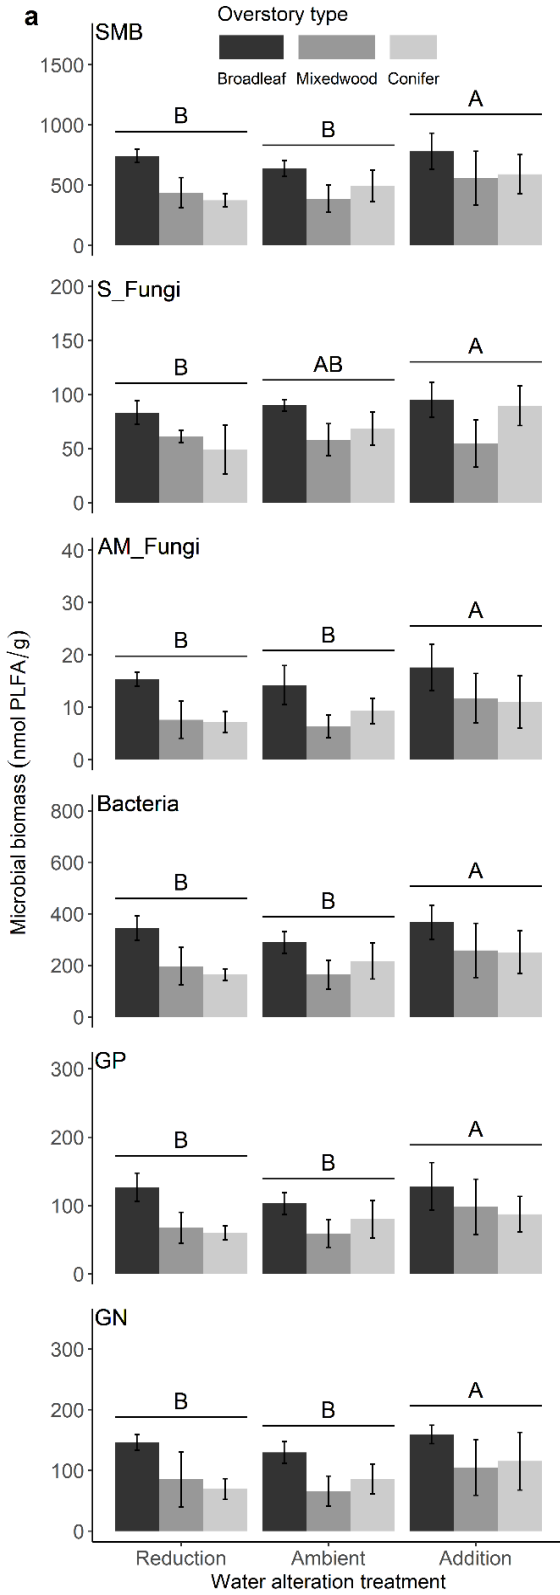 a
Overstory type
Broadleaf Mixedwood Conifer
SMB
1500
1000
500
0
B B A
S_Fungi
200
150
100
50
0
B AB A
AM_Fungi
40
30
20
10
0
B B A
Bacteria
800
600
400
200
0
B B A
GP
300
200
100
0
B B A
GN
300
200
100
0
B B A
Microbial biomass (nmol PLFA/g)
Reduction Ambient Addition
Water alteration treatment